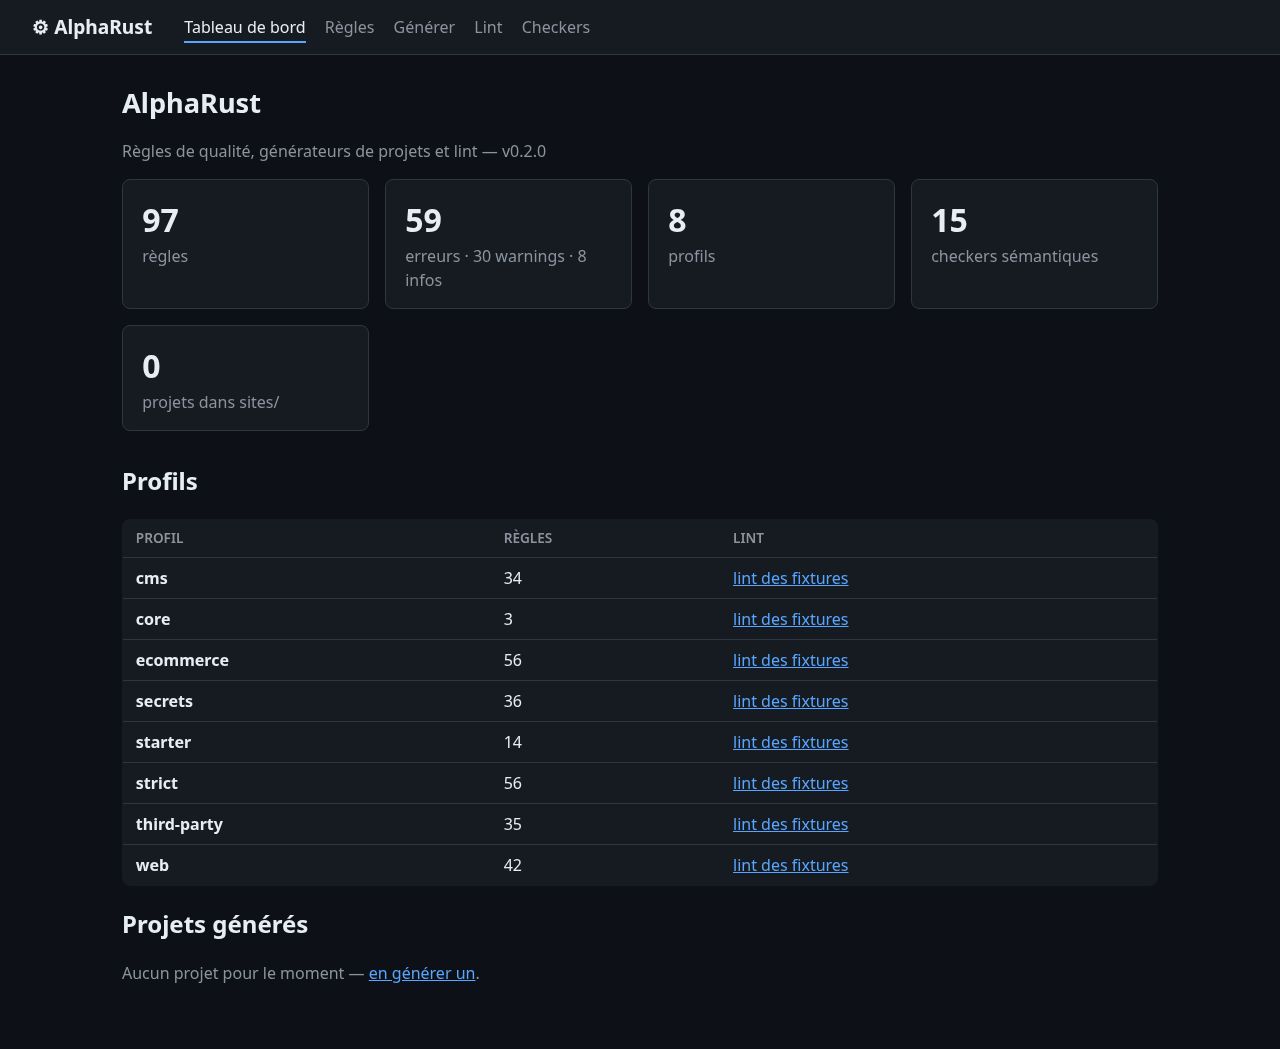 ⚙ AlphaRust Tableau de bord Règles Générer Lint Checkers
AlphaRust
Règles de qualité, générateurs de projets et lint — v0.2.0
97
règles
59
erreurs · 30 warnings · 8
infos
8
profils
15
checkers sémantiques
0
projets dans sites/
Profils
PROFIL RÈGLES LINT
cms 34 lint des fixtures
core 3 lint des fixtures
ecommerce 56 lint des fixtures
secrets 36 lint des fixtures
starter 14 lint des fixtures
strict 56 lint des fixtures
third-party 35 lint des fixtures
web 42 lint des fixtures
Projets générés
Aucun projet pour le moment — en générer un.